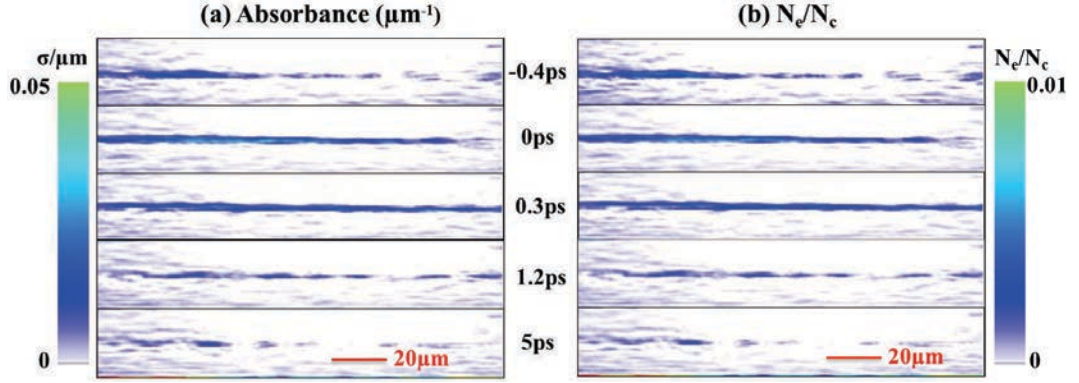 (a) Absorbance (μm⁻¹)
(b) Nₑ/N꜀
σ/μm
0.05
0
-0.4ps
0ps
0.3ps
1.2ps
5ps
20μm
20μm
Nₑ/N꜀
0.01
0